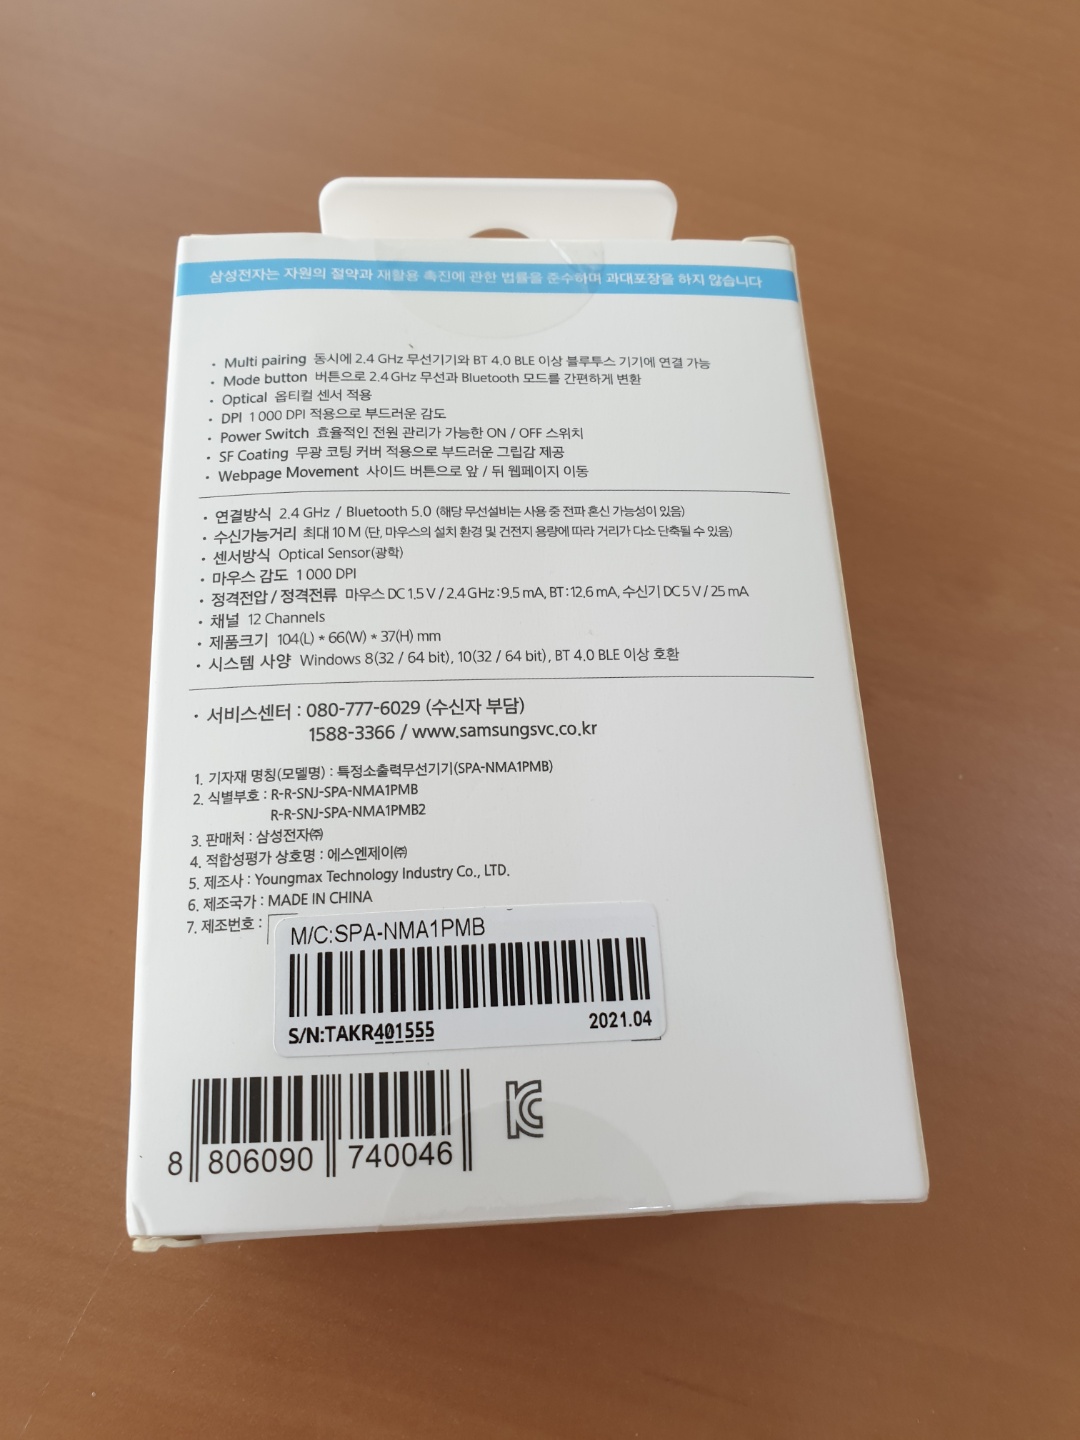 삼성전자는 자원의 절약과 재활용 촉진에 관한 법률을 준수하며 과대포장을 하지 않습니다
• Multi pairing 동시에 2.4 GHz 무선기기와 BT 4.0 BLE 이상 블루투스 기기에 연결 가능
• Mode button 버튼으로 2.4 GHz 무선과 Bluetooth 모드를 간편하게 변환
• Optical 옵티컬 센서 적용
• DPI 1 000 DPI 적용으로 부드러운 감도
• Power Switch 효율적인 전원 관리가 가능한 ON / OFF 스위치
• SF Coating 무광 코팅 커버 적용으로 부드러운 그립감 제공
• Webpage Movement 사이드 버튼으로 앞 / 뒤 웹페이지 이동
• 연결방식 2.4 GHz / Bluetooth 5.0 (해당 무선설비는 사용 중 전파 혼신 가능성이 있음)
• 수신가능거리 최대 10 M (단, 마우스의 설치 환경 및 건전지 용량에 따라 거리가 다소 단축될 수 있음)
• 센서방식 Optical Sensor(광학)
• 마우스 감도 1 000 DPI
• 정격전압 / 정격전류 마우스 DC 1,5 V / 2.4 GHz : 9.5 mA, BT : 12.6 mA, 수신기 DC 5 V / 25 mA
• 채널 12 Channels
• 제품크기 104(L) * 66(W) * 37(H) mm
• 시스템 사양 Windows 8(32 / 64 bit), 10(32 / 64 bit), BT 4.0 BLE 이상 호환
• 서비스센터 : 080-777-6029 (수신자 부담)
1588-3366 / www.samsungsvc.co.kr
1. 기자재 명칭(모델명) : 특정소출력무선기기(SPA-NMA1PMB)
2. 식별부호 : R-R-SNJ-SPA-NMA1PMB
R-R-SNJ-SPA-NMA1PMB2
3. 판매처 : 삼성전자㈜
4. 적합성평가 상호명 : 에스엔제이㈜
5. 제조사 : Youngmax Technology Industry Co., LTD.
6. 제조국가 : MADE IN CHINA
7. 제조번호 :
M/C:SPA-NMA1PMB
S/N:TAKR401555 2021.04
8 806090 740046